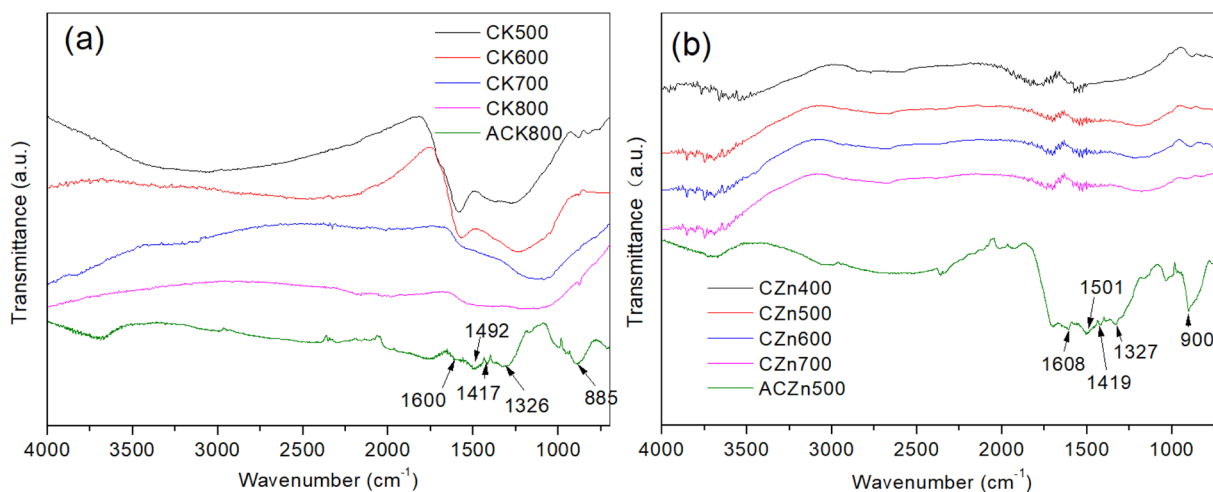 (a)
CK500
CK600
CK700
CK800
ACK800
Transmittance (a.u.)
1492
1600
1417
1326
885
4000 3500 3000 2500 2000 1500 1000
Wavenumber (cm⁻¹)
(b)
Transmittance (a.u.)
CZn400
CZn500
CZn600
CZn700
ACZn500
1501
1608
1419
1327
900
4000 3500 3000 2500 2000 1500 1000
Wavenumber (cm⁻¹)